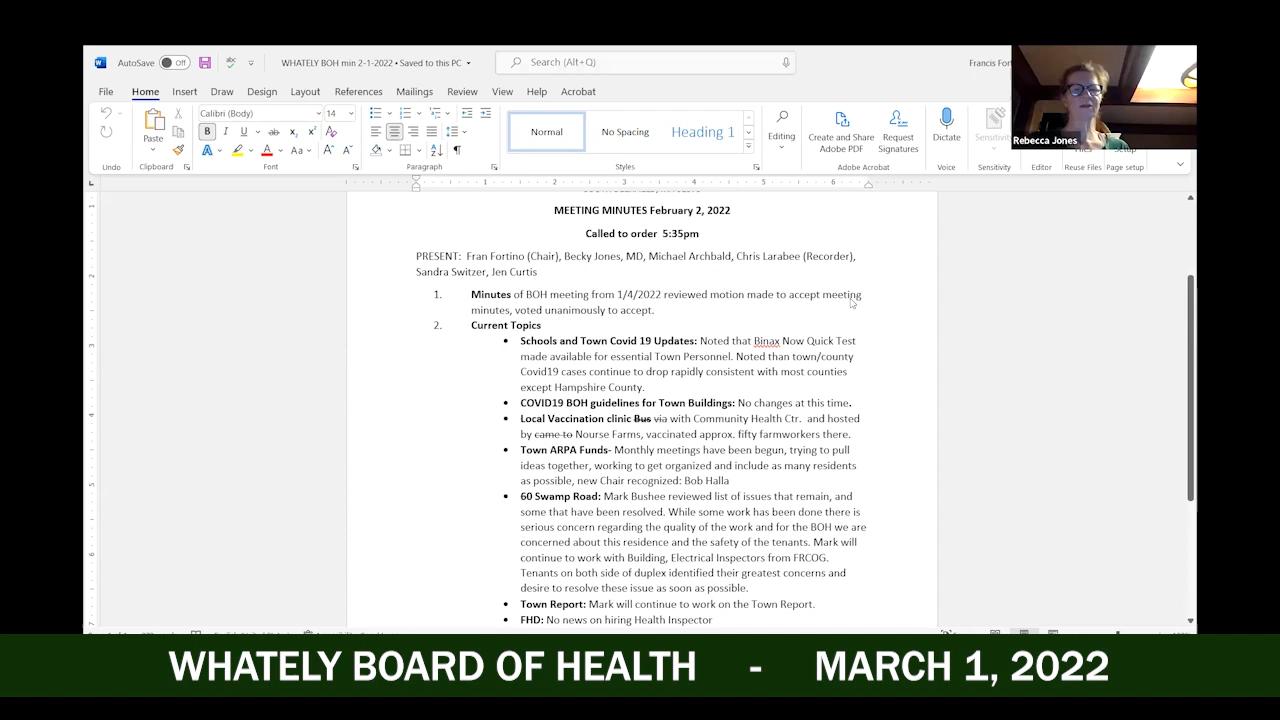 AutoSave
Off
WHATELY BOH min 2-1-2022 • Saved to this PC
Search (Alt+Q)
Francis Fort
File Home Insert Draw Design Layout References Mailings Review View Help Acrobat
Paste
Calibri (Body) 14
Normal
No Spacing
Heading 1
Editing
Create and Share
Adobe PDF
Request
Signatures
Dictate
Undo Clipboard Font Paragraph Styles Adobe Acrobat Voice Sensitivity Editor Reuse Files Page setup
Rebecca Jones
1 2 3 4 5 6
MEETING MINUTES February 2, 2022
Called to order 5:35pm
PRESENT: Fran Fortino (Chair), Becky Jones, MD, Michael Archbald, Chris Larabee (Recorder),
Sandra Switzer, Jen Curtis
1. Minutes of BOH meeting from 1/4/2022 reviewed motion made to accept meeting
minutes, voted unanimously to accept.
2. Current Topics
• Schools and Town Covid 19 Updates: Noted that Binax Now Quick Test
made available for essential Town Personnel. Noted than town/county
Covid19 cases continue to drop rapidly consistent with most counties
except Hampshire County.
• COVID19 BOH guidelines for Town Buildings: No changes at this time.
• Local Vaccination clinic Bus via with Community Health Ctr. and hosted
by came to Nourse Farms, vaccinated approx. fifty farmworkers there.
• Town ARPA Funds- Monthly meetings have been begun, trying to pull
ideas together, working to get organized and include as many residents
as possible, new Chair recognized: Bob Halla
• 60 Swamp Road: Mark Bushee reviewed list of issues that remain, and
some that have been resolved. While some work has been done there is
serious concern regarding the quality of the work and for the BOH we are
concerned about this residence and the safety of the tenants. Mark will
continue to work with Building, Electrical Inspectors from FRCOG.
Tenants on both side of duplex identified their greatest concerns and
desire to resolve these issue as soon as possible.
• Town Report: Mark will continue to work on the Town Report.
• FHD: No news on hiring Health Inspector
WHATELY BOARD OF HEALTH - MARCH 1, 2022